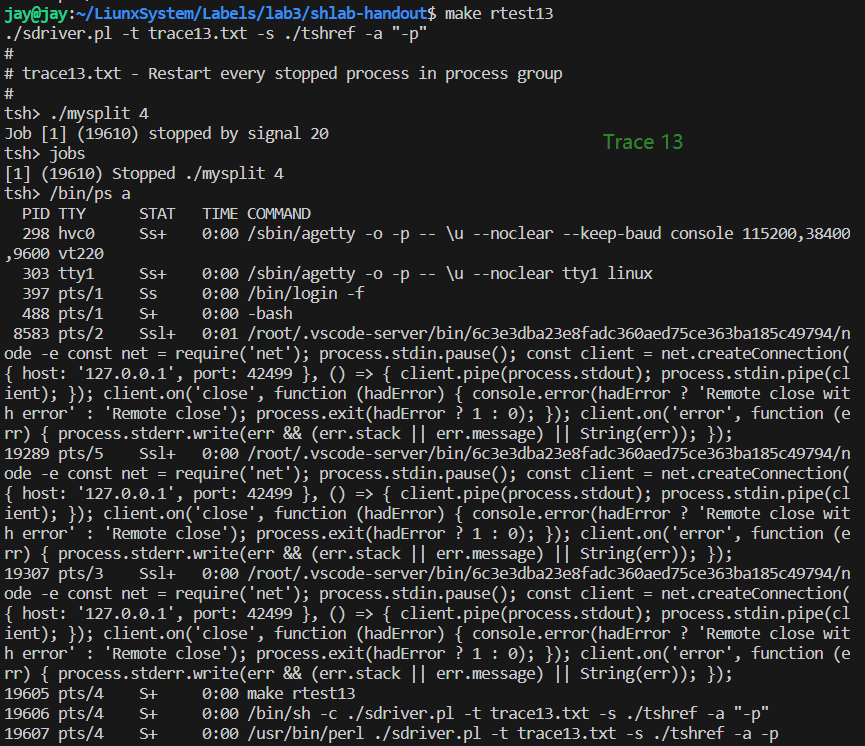 jay@jay:~/LiunxSystem/Labels/lab3/shlab-handout$ make rtest13
./sdriver.pl -t trace13.txt -s ./tshref -a "-p"
#
# trace13.txt - Restart every stopped process in process group
#
tsh> ./mysplit 4
Job [1] (19610) stopped by signal 20
Trace 13
tsh> jobs
[1] (19610) Stopped ./mysplit 4
tsh> /bin/ps a
PID TTY STAT TIME COMMAND
298 hvc0 Ss+ 0:00 /sbin/agetty -o -p -- \u --noclear --keep-baud console 115200,38400
,9600 vt220
303 tty1 Ss+ 0:00 /sbin/agetty -o -p -- \u --noclear tty1 linux
397 pts/1 Ss 0:00 /bin/login -f
488 pts/1 S+ 0:00 -bash
8583 pts/2 Ssl+ 0:01 /root/.vscode-server/bin/6c3e3dba23e8fadc360aed75ce363ba185c49794/n
ode -e const net = require('net'); process.stdin.pause(); const client = net.createConnection(
{ host: '127.0.0.1', port: 42499 }, () => { client.pipe(process.stdout); process.stdin.pipe(cl
ient); }); client.on('close', function (hadError) { console.error(hadError ? 'Remote close wit
h error' : 'Remote close'); process.exit(hadError ? 1 : 0); }); client.on('error', function (e
rr) { process.stderr.write(err && (err.stack || err.message) || String(err)); });
19289 pts/5 Ssl+ 0:00 /root/.vscode-server/bin/6c3e3dba23e8fadc360aed75ce363ba185c49794/n
ode -e const net = require('net'); process.stdin.pause(); const client = net.createConnection(
{ host: '127.0.0.1', port: 42499 }, () => { client.pipe(process.stdout); process.stdin.pipe(cl
ient); }); client.on('close', function (hadError) { console.error(hadError ? 'Remote close wit
h error' : 'Remote close'); process.exit(hadError ? 1 : 0); }); client.on('error', function (e
rr) { process.stderr.write(err && (err.stack || err.message) || String(err)); });
19307 pts/3 Ssl+ 0:00 /root/.vscode-server/bin/6c3e3dba23e8fadc360aed75ce363ba185c49794/n
ode -e const net = require('net'); process.stdin.pause(); const client = net.createConnection(
{ host: '127.0.0.1', port: 42499 }, () => { client.pipe(process.stdout); process.stdin.pipe(cl
ient); }); client.on('close', function (hadError) { console.error(hadError ? 'Remote close wit
h error' : 'Remote close'); process.exit(hadError ? 1 : 0); }); client.on('error', function (e
rr) { process.stderr.write(err && (err.stack || err.message) || String(err)); });
19605 pts/4 S+ 0:00 make rtest13
19606 pts/4 S+ 0:00 /bin/sh -c ./sdriver.pl -t trace13.txt -s ./tshref -a "-p"
19607 pts/4 S+ 0:00 /usr/bin/perl ./sdriver.pl -t trace13.txt -s ./tshref -a -p